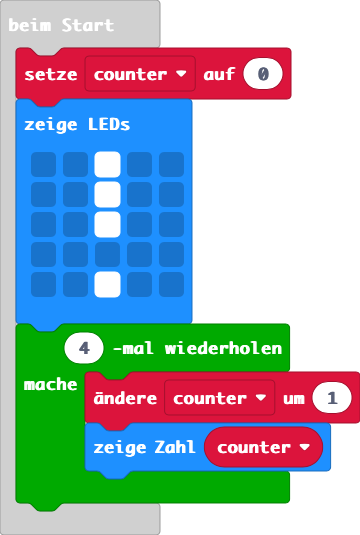 beim Start
setze counter auf 0
zeige LEDs
4 -mal wiederholen
mache
ändere counter um 1
zeige Zahl counter